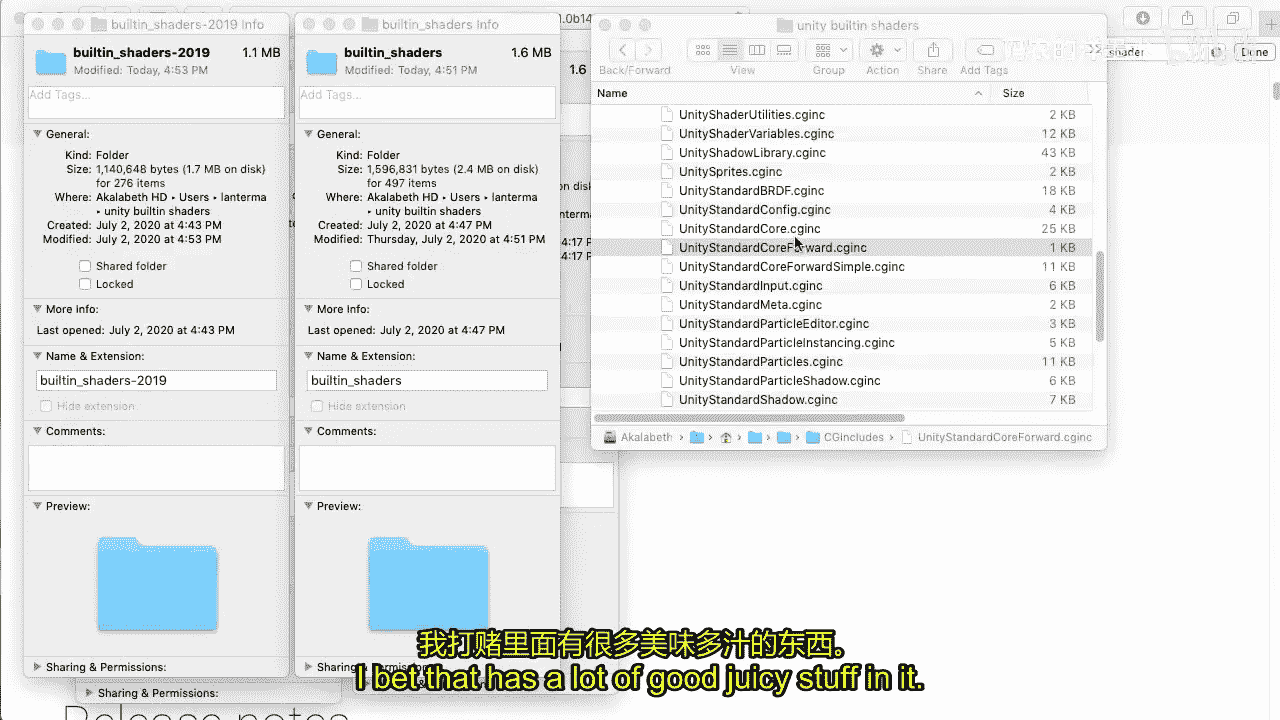 builtin_shaders-2019 Info
builtin_shaders-2019 1.1 MB
Modified: Today, 4:53 PM
Add Tags…
General:
Kind: Folder
Size: 1,140,648 bytes (1.7 MB on disk)
for 276 items
Where: Akalabeth HD ▸ Users ▸ lanterma
▸ unity builtin shaders
Created: July 2, 2020 at 4:43 PM
Modified: July 2, 2020 at 4:53 PM
Shared folder
Locked
More Info:
Last opened: July 2, 2020 at 4:43 PM
Name & Extension:
builtin_shaders-2019
Hide extension
Comments:
Preview:
Sharing & Permissions:
Sharing & Permissions:
builtin_shaders Info
builtin_shaders 1.6 MB
Modified: Today, 4:51 PM
Add Tags…
General:
Kind: Folder
Size: 1,596,831 bytes (2.4 MB on disk)
for 497 items
Where: Akalabeth HD ▸ Users ▸ lanterma
▸ unity builtin shaders
Created: July 2, 2020 at 4:47 PM
Modified: Thursday, July 2, 2020 at 4:51 PM
Shared folder
Locked
More Info:
Last opened: July 2, 2020 at 4:47 PM
Name & Extension:
builtin_shaders
Hide extension
Comments:
Preview:
.0b14
1.6
unity builtin shaders
Back/Forward View Group Action Share Add Tags
shader
Done
Name Size
UnityShaderUtilities.cginc 2 KB
UnityShaderVariables.cginc 12 KB
UnityShadowLibrary.cginc 43 KB
UnitySprites.cginc 2 KB
UnityStandardBRDF.cginc 18 KB
UnityStandardConfig.cginc 4 KB
UnityStandardCore.cginc 25 KB
UnityStandardCoreForward.cginc 1 KB
UnityStandardCoreForwardSimple.cginc 11 KB
UnityStandardInput.cginc 6 KB
UnityStandardMeta.cginc 2 KB
UnityStandardParticleEditor.cginc 3 KB
UnityStandardParticleInstancing.cginc 5 KB
UnityStandardParticles.cginc 11 KB
UnityStandardParticleShadow.cginc 6 KB
UnityStandardShadow.cginc 7 KB
Akalabeth › › › › › CGIncludes › UnityStandardCoreForward.cginc
我打赌里面有很多美味多汁的东西。
I bet that has a lot of good juicy stuff in it.
Release notes